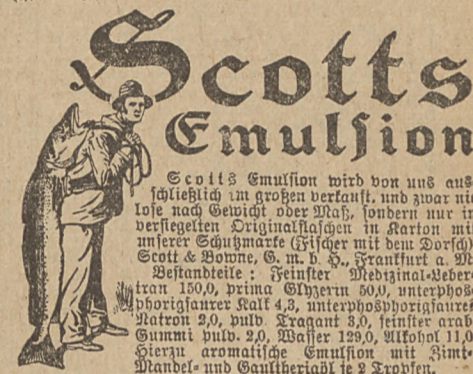 Scotts
Emulsion
Scotts Emulsion wird von uns aus
schließlich im großen verkauft, und zwar nie
lose nach Gewicht oder Maß, sondern nur in
versiegelten Originalflaschen in Karton mit
unserer Schutzmarke (Fischer mit dem Dorsch)
Scott & Bowne, G. m. b. H., Frankfurt a. M
Bestandteile: Feinster Medizinal-Leber
tran 150,0, prima Glyzerin 50,0, unterphos
phorigsaurer Kalk 4,3, unterphosphorigsaures
Natron 2,0, pulv. Tragant 3,0, feinster arab
Gummi pulv. 2,0, Wasser 129,0, Alkohol 11,0
Hierzu aromatische Emulsion mit Zimt-
Mandel- und Gaultheriaöl je 2 Tropfen.